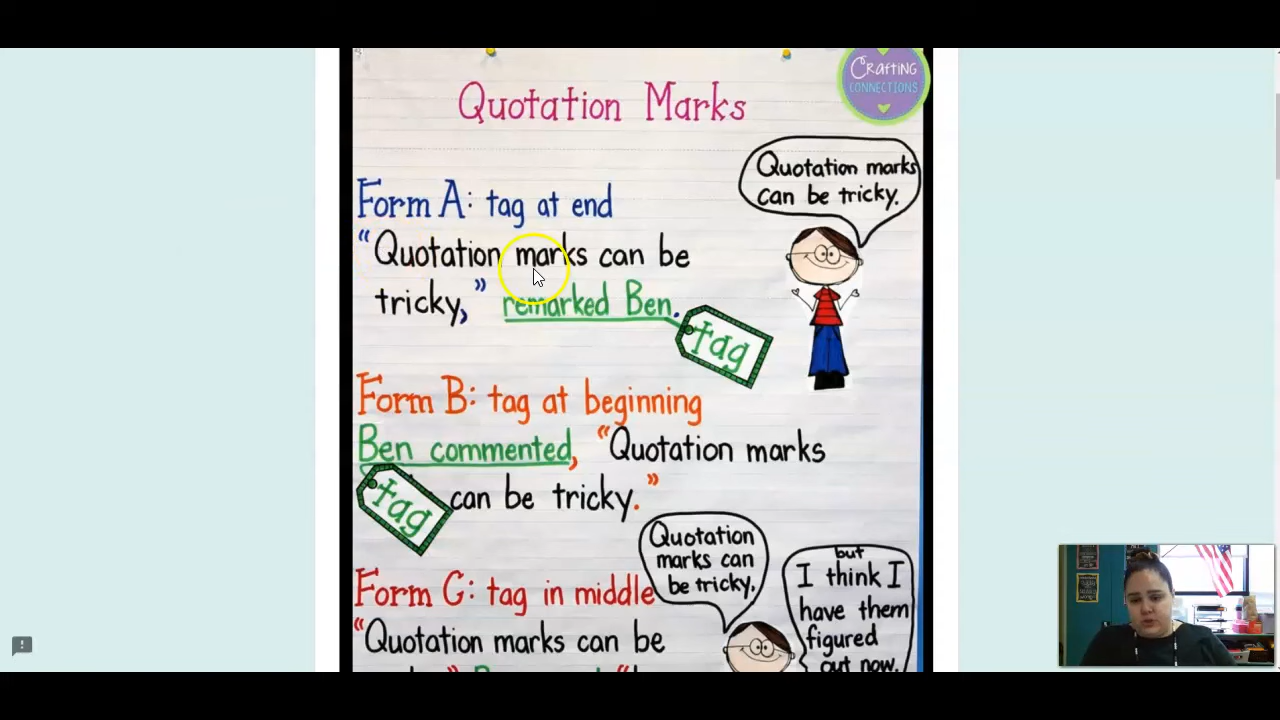 Crafting
CONNECTIONS
Quotation Marks
Quotation marks
can be tricky.
Form A: tag at end
“Quotation marks can be
tricky,” remarked Ben.
tag
Form B: tag at beginning
Ben commented, “Quotation marks
can be tricky.”
tag
Quotation
marks can
be tricky.
but
I think I
have them
figured
out now.
Form C: tag in middle
“Quotation marks can be